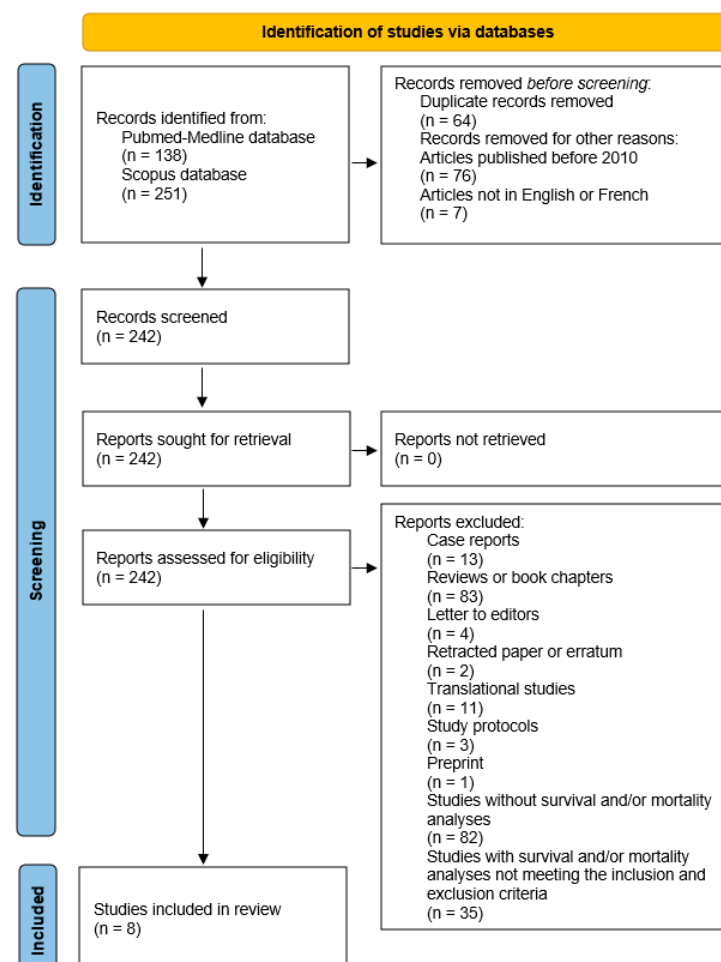 Identification of studies via databases
Identification
Records identified from:
Pubmed-Medline database
(n = 138)
Scopus database
(n = 251)
Records removed before screening:
Duplicate records removed
(n = 64)
Records removed for other reasons:
Articles published before 2010
(n = 76)
Articles not in English or French
(n = 7)
Screening
Records screened
(n = 242)
Reports sought for retrieval
(n = 242)
Reports not retrieved
(n = 0)
Reports assessed for eligibility
(n = 242)
Reports excluded:
Case reports
(n = 13)
Reviews or book chapters
(n = 83)
Letter to editors
(n = 4)
Retracted paper or erratum
(n = 2)
Translational studies
(n = 11)
Study protocols
(n = 3)
Preprint
(n = 1)
Studies without survival and/or mortality
analyses
(n = 82)
Studies with survival and/or mortality
analyses not meeting the inclusion and
exclusion criteria
(n = 35)
Included
Studies included in review
(n = 8)